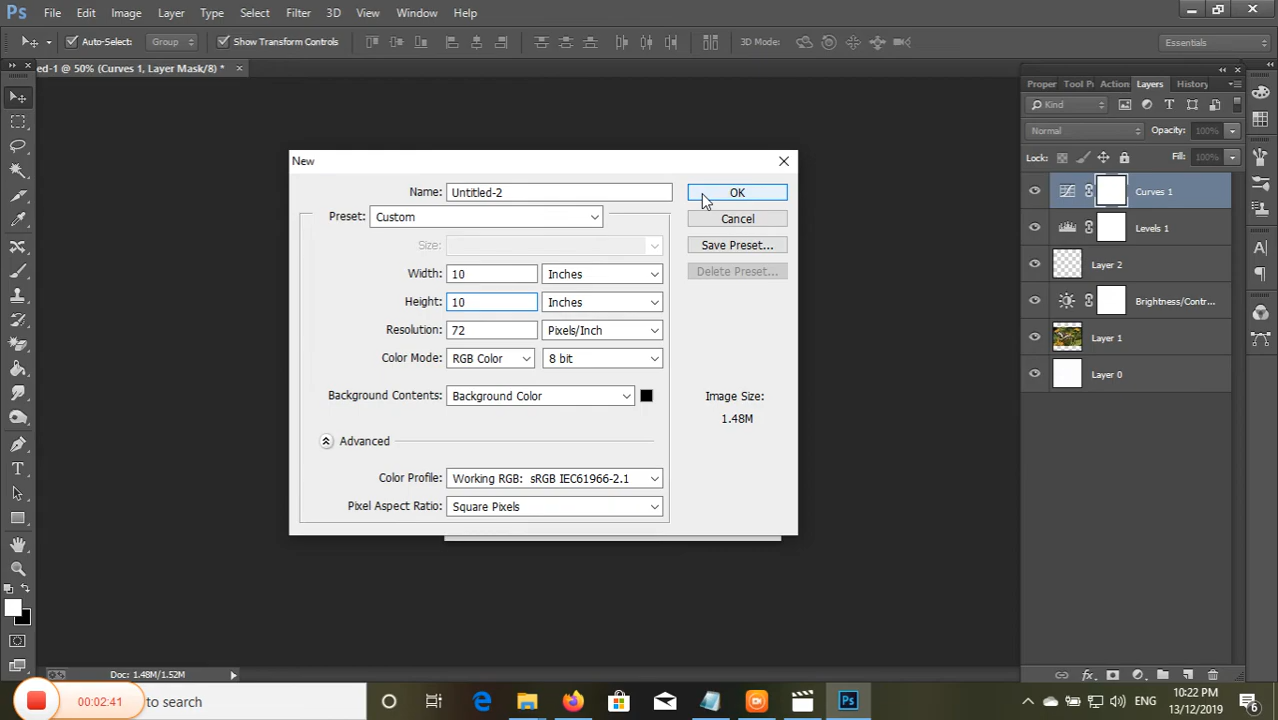 Ps File Edit Image Layer Type Select Filter 3D View Window Help
Auto-Select: Group Show Transform Controls 3D Mode: Essentials
ed-1 @ 50% (Curves 1, Layer Mask/8) *
Proper Tool Pr Action Layers History
Kind
Normal Opacity: 100%
Lock: Fill: 100%
Curves 1
Levels 1
Layer 2
Brightness/Contr...
Layer 1
Layer 0
New
Name: Untitled-2 OK
Preset: Custom Cancel
Size: Save Preset...
Width: 10 Inches Delete Preset...
Height: 10 Inches
Resolution: 72 Pixels/Inch
Color Mode: RGB Color 8 bit
Background Contents: Background Color Image Size:
1.48M
Advanced
Color Profile: Working RGB: sRGB IEC61966-2.1
Pixel Aspect Ratio: Square Pixels
Doc: 1.48M/1.52M
00:02:41 to search Ps ENG 10:22 PM
13/12/2019 6